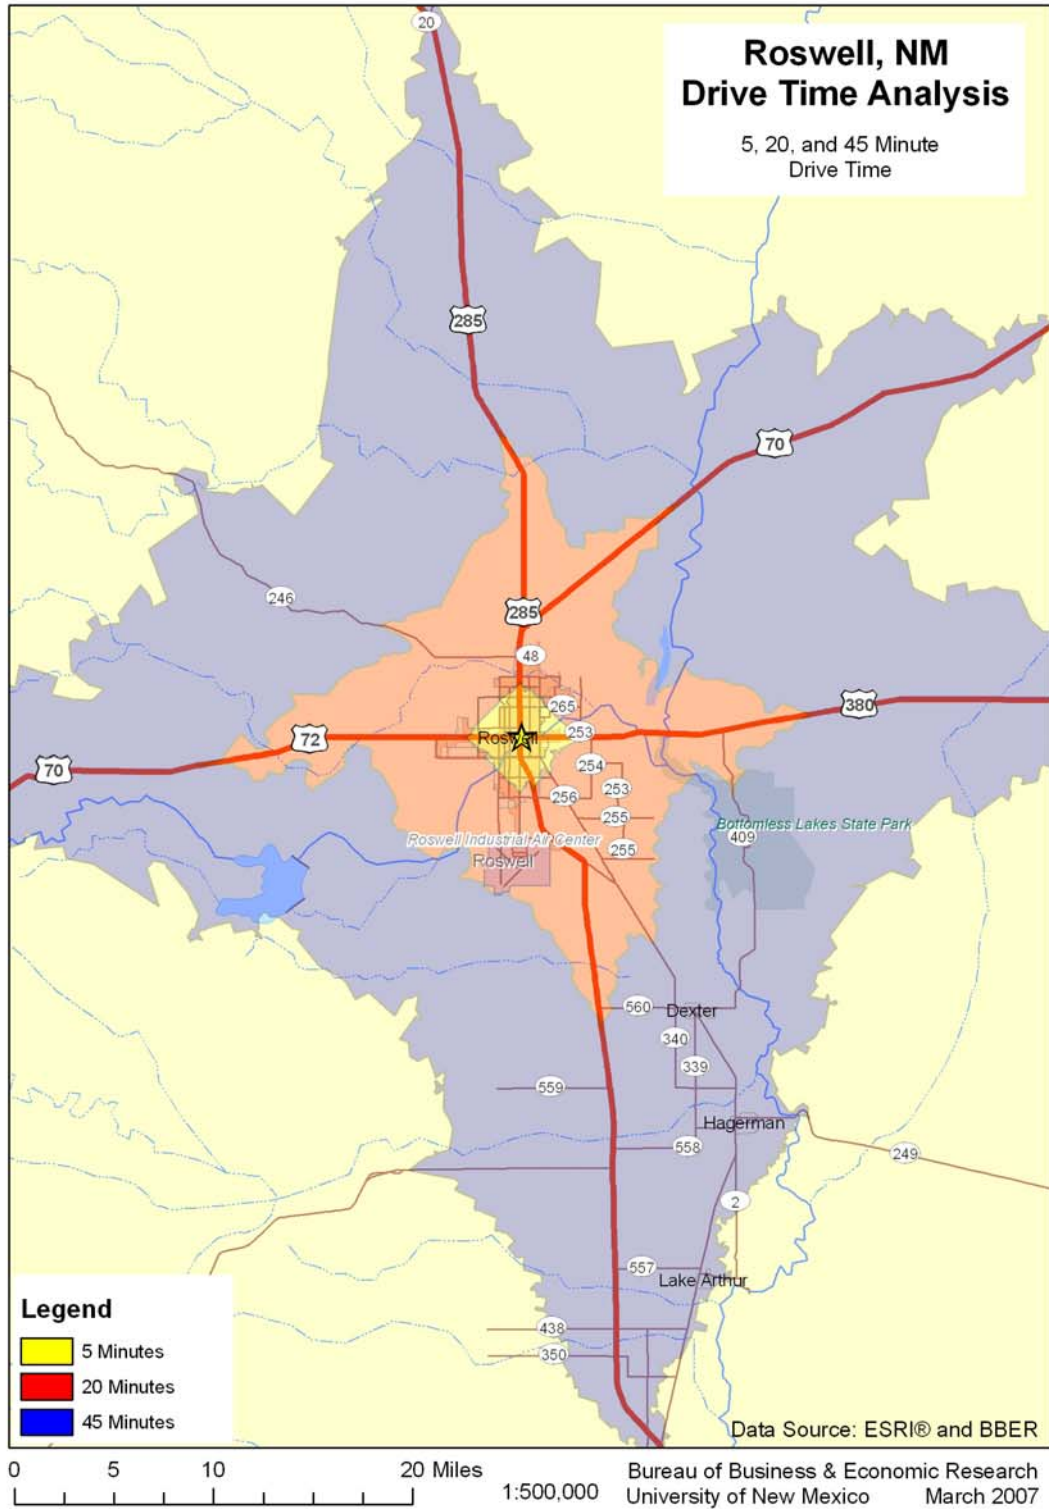 20
Roswell, NM
Drive Time Analysis
5, 20, and 45 Minute
Drive Time
285
70
246
285
48
265
72
Roswell
253
380
70
254
253
256
255
Bottomless Lakes State Park
409
Roswell Industrial Air Center
255
Roswell
560
Dexter
340
339
559
Hagerman
558
249
2
557
Lake Arthur
438
350
Legend
5 Minutes
20 Minutes
45 Minutes
Data Source: ESRI® and BBER
0 5 10 20 Miles
1:500,000
Bureau of Business & Economic Research
University of New Mexico March 2007